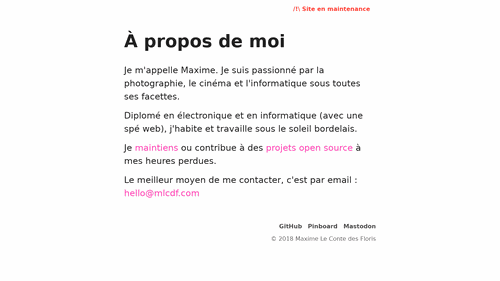 /!\ Site en maintenance
À propos de moi
Je m'appelle Maxime. Je suis passionné par la
photographie, le cinéma et l'informatique sous toutes
ses facettes.
Diplomé en électronique et en informatique (avec une
spé web), j'habite et travaille sous le soleil bordelais.
Je maintiens ou contribue à des projets open source à
mes heures perdues.
Le meilleur moyen de me contacter, c'est par email :
hello@mlcdf.com
GitHub Pinboard Mastodon
© 2018 Maxime Le Conte des Floris